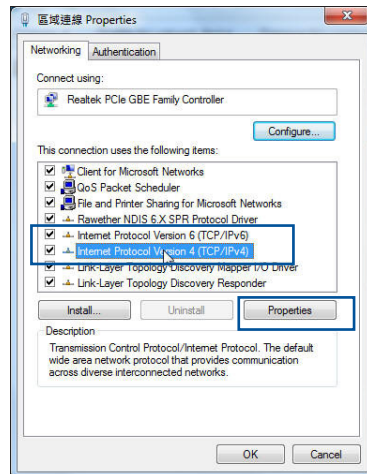 區域連線 Properties
Networking Authentication
Connect using:
Realtek PCIe GBE Family Controller
Configure...
This connection uses the following items:
Client for Microsoft Networks
QoS Packet Scheduler
File and Printer Sharing for Microsoft Networks
Rawether NDIS 6.X SPR Protocol Driver
Internet Protocol Version 6 (TCP/IPv6)
Internet Protocol Version 4 (TCP/IPv4)
Link-Layer Topology Discovery Mapper I/O Driver
Link-Layer Topology Discovery Responder
Install... Uninstall Properties
Description
Transmission Control Protocol/Internet Protocol. The default
wide area network protocol that provides communication
across diverse interconnected networks.
OK Cancel